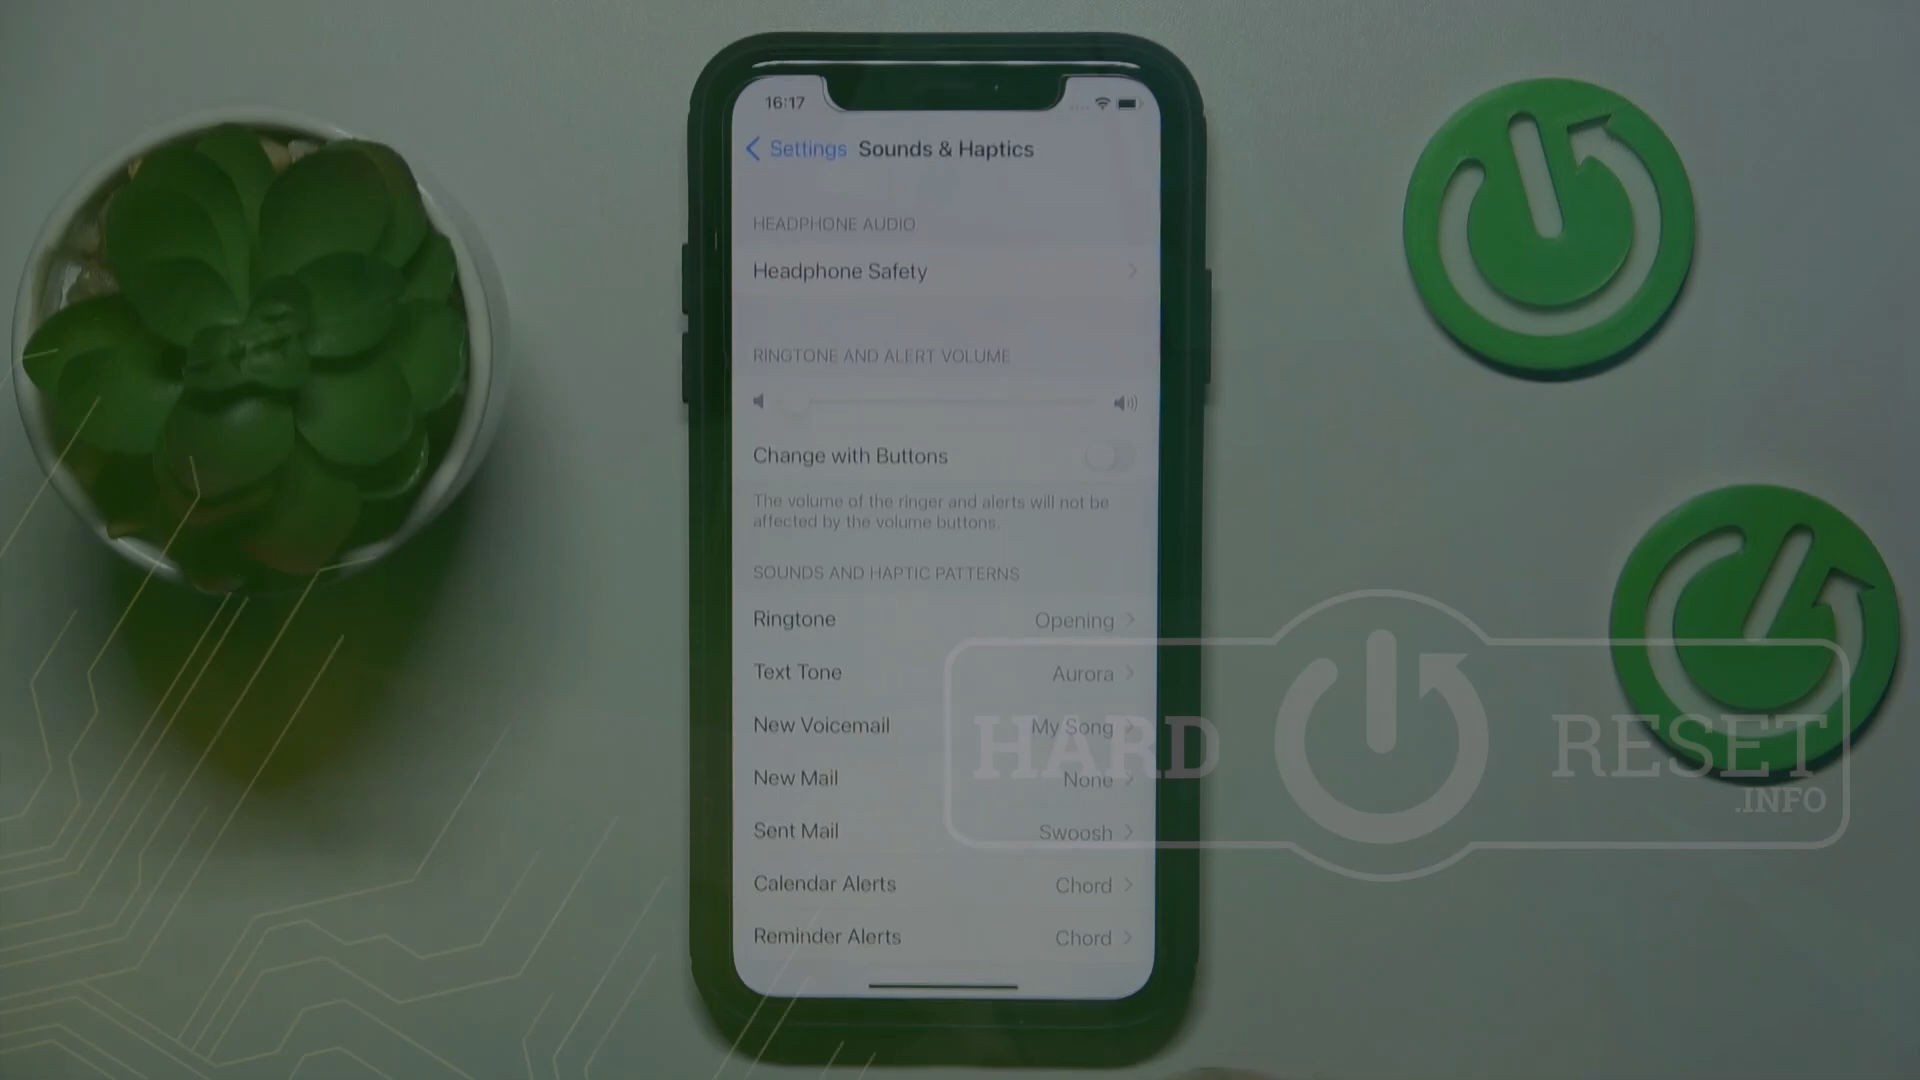 16:17
Settings Sounds & Haptics
HEADPHONE AUDIO
Headphone Safety
RINGTONE AND ALERT VOLUME
Change with Buttons
The volume of the ringer and alerts will not be
affected by the volume buttons.
SOUNDS AND HAPTIC PATTERNS
Ringtone Opening
Text Tone Aurora
New Voicemail My Song
New Mail None
Sent Mail Swoosh
Calendar Alerts Chord
Reminder Alerts Chord
HARD RESET
.INFO